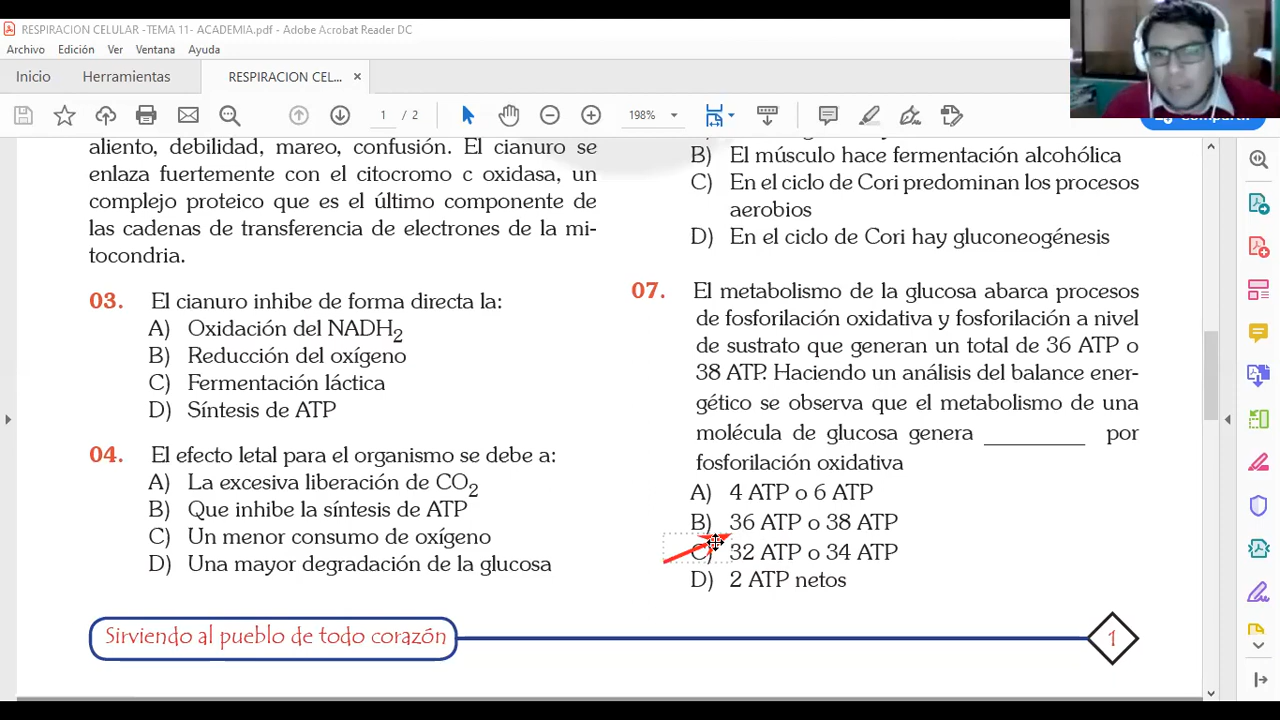 RESPIRACION CELULAR -TEMA 11- ACADEMIA.pdf - Adobe Acrobat Reader DC
Archivo Edición Ver Ventana Ayuda
Inicio Herramientas RESPIRACION CEL... ×
1 / 2 198%
aliento, debilidad, mareo, confusión. El cianuro se
enlaza fuertemente con el citocromo c oxidasa, un
complejo proteico que es el último componente de
las cadenas de transferencia de electrones de la mi-
tocondria.
03. El cianuro inhibe de forma directa la:
A) Oxidación del NADH2
B) Reducción del oxígeno
C) Fermentación láctica
D) Síntesis de ATP
04. El efecto letal para el organismo se debe a:
A) La excesiva liberación de CO2
B) Que inhibe la síntesis de ATP
C) Un menor consumo de oxígeno
D) Una mayor degradación de la glucosa
B) El músculo hace fermentación alcohólica
C) En el ciclo de Cori predominan los procesos
aerobios
D) En el ciclo de Cori hay gluconeogénesis
07. El metabolismo de la glucosa abarca procesos
de fosforilación oxidativa y fosforilación a nivel
de sustrato que generan un total de 36 ATP o
38 ATP. Haciendo un análisis del balance ener-
gético se observa que el metabolismo de una
molécula de glucosa genera __________ por
fosforilación oxidativa
A) 4 ATP o 6 ATP
B) 36 ATP o 38 ATP
C) 32 ATP o 34 ATP
D) 2 ATP netos
Sirviendo al pueblo de todo corazón
1